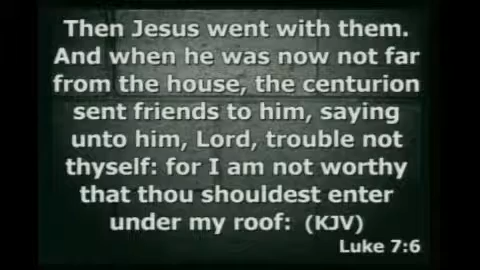 Then Jesus went with them.
And when he was now not far
from the house, the centurion
sent friends to him, saying
unto him, Lord, trouble not
thyself: for I am not worthy
that thou shouldest enter
under my roof: (KJV)
Luke 7:6